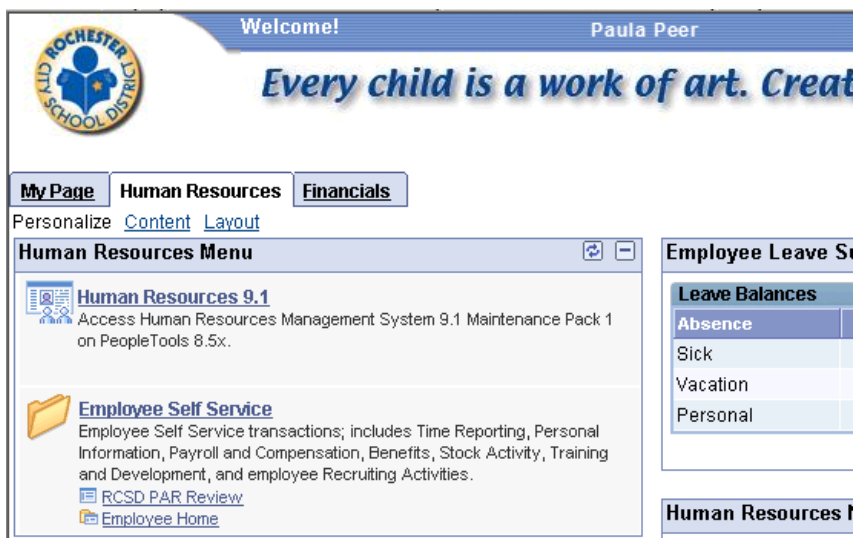 ROCHESTER
CITY SCHOOL DISTRICT
Welcome!
Paula Peer
Every child is a work of art. Creat
My Page
Human Resources
Financials
Personalize Content Layout
Human Resources Menu
Human Resources 9.1
Access Human Resources Management System 9.1 Maintenance Pack 1
on PeopleTools 8.5x.
Employee Self Service
Employee Self Service transactions; includes Time Reporting, Personal
Information, Payroll and Compensation, Benefits, Stock Activity, Training
and Development, and employee Recruiting Activities.
RCSD PAR Review
Employee Home
Employee Leave Su
Leave Balances
Absence
Sick
Vacation
Personal
Human Resources